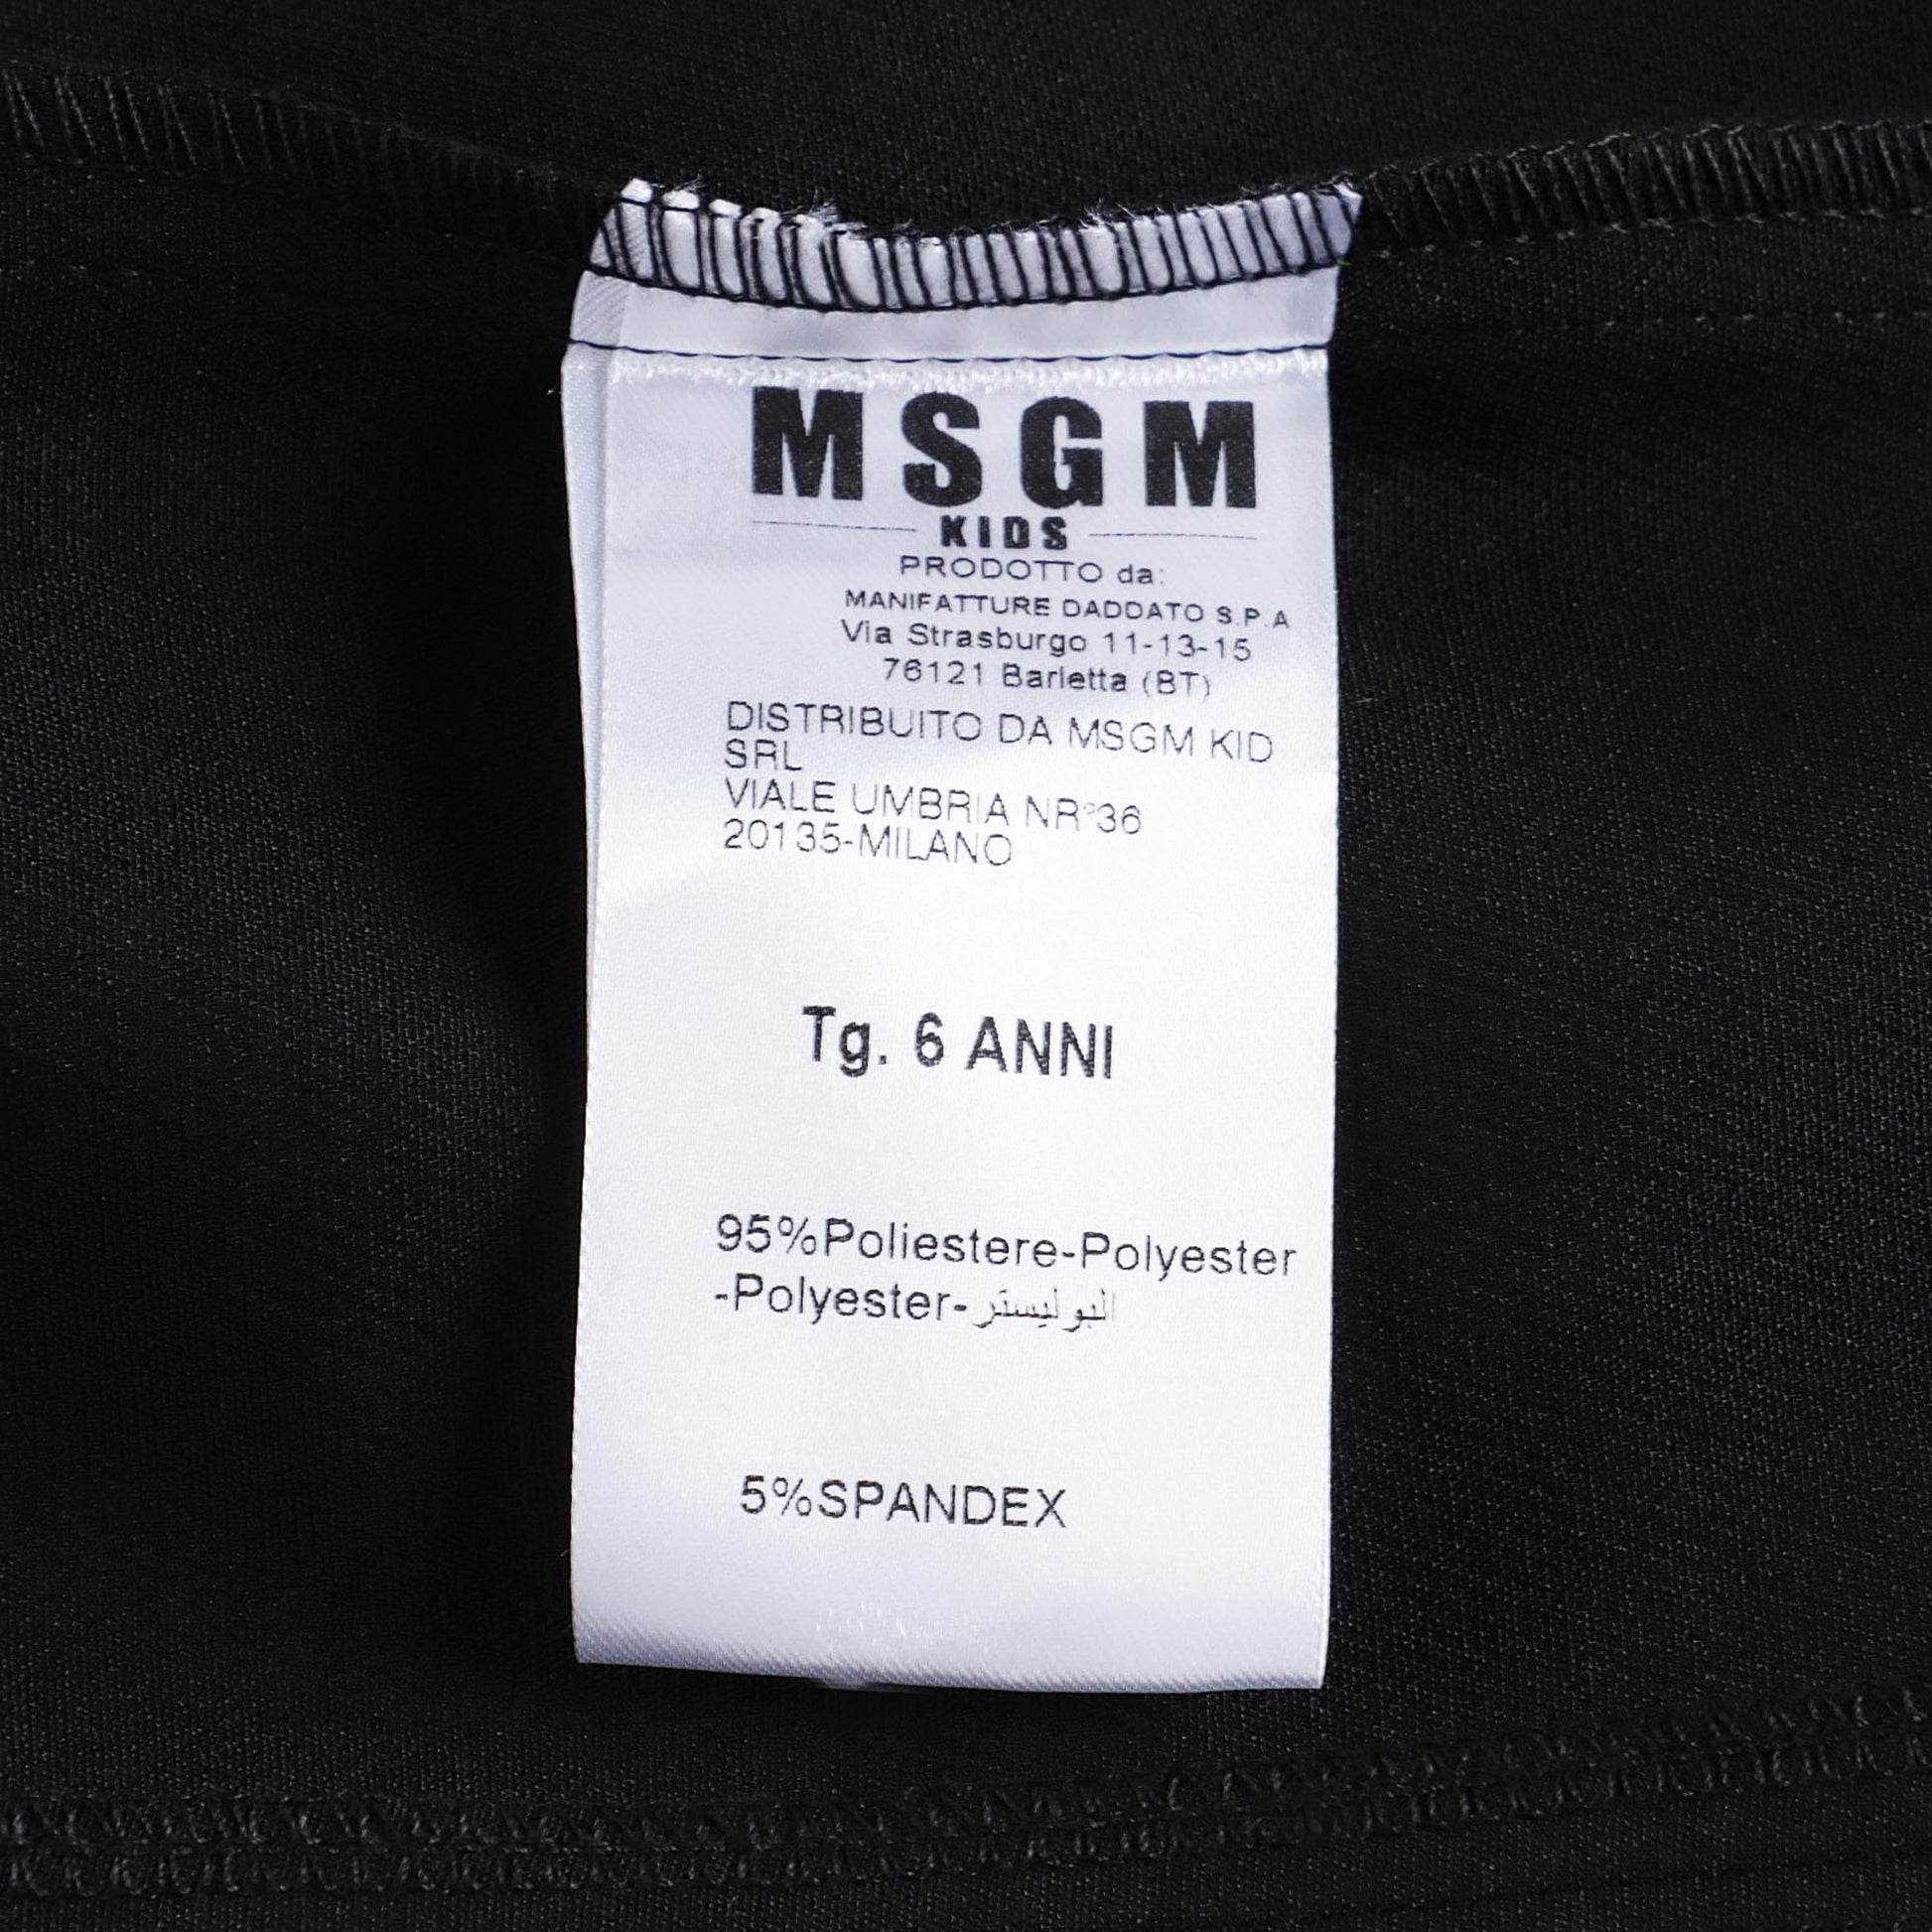 MSGM
KIDS
PRODOTTO da:
MANIFATTURE DADDATO S.P.A
Via Strasburgo 11-13-15
76121 Barletta (BT)
DISTRIBUITO DA MSGM KID
SRL
VIALE UMBRIA NR°36
20135-MILANO
Tg. 6 ANNI
95%Poliestere-Polyester
-Polyester-البوليستر
5%SPANDEX